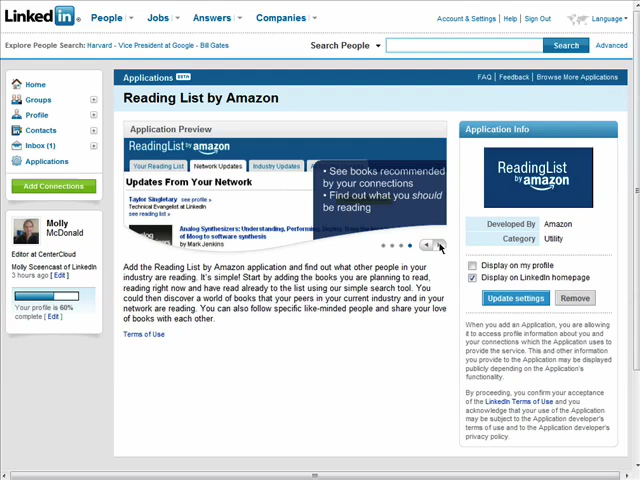 Linked in
People
Jobs
Answers
Companies
Account & Settings | Help | Sign Out
Language
Explore People Search: Harvard - Vice President at Google - Bill Gates
Search People
Search
Advanced
Home
Groups
Profile
Contacts
Inbox (1)
Applications
Add Connections
Molly
McDonald
Editor at CenterCloud
Molly Sceencast of LinkedIn
3 hours ago [ Edit ]
Your profile is 60%
complete [ Edit ]
Applications BETA
FAQ | Feedback | Browse More Applications
Reading List by Amazon
Application Preview
ReadingList by amazon
Your Reading List
Network Updates
Industry Updates
Updates From Your Network
Taylor Singletary see profile »
Technical Evangelist at LinkedIn
see reading list »
Analog Synthesizers: Understanding, Performing,
of Moog to software synthesis
by Mark Jenkins
• See books recommended
by your connections
• Find out what you should
be reading
Add the Reading List by Amazon application and find out what other people in your
industry are reading. It's simple! Start by adding the books you are planning to read,
reading right now and have read already to the list using our simple search tool. You
could then discover a world of books that your peers in your current industry and in your
network are reading. You can also follow specific like-minded people and share your love
of books with each other.
Terms of Use
Application Info
ReadingList
by amazon
Developed By Amazon
Category Utility
Display on my profile
Display on LinkedIn homepage
Update settings
Remove
When you add an Application, you are allowing
it to access profile information about you and
your connections which the Application uses to
provide the service. This and other information
you provide to the Application may be displayed
publicly depending on the Application's
functionality.
By proceeding, you confirm your acceptance
of the LinkedIn Terms of Use and you
acknowledge that your use of the Application
may be subject to the Application developer's
terms of use and to the Application developer's
privacy policy.